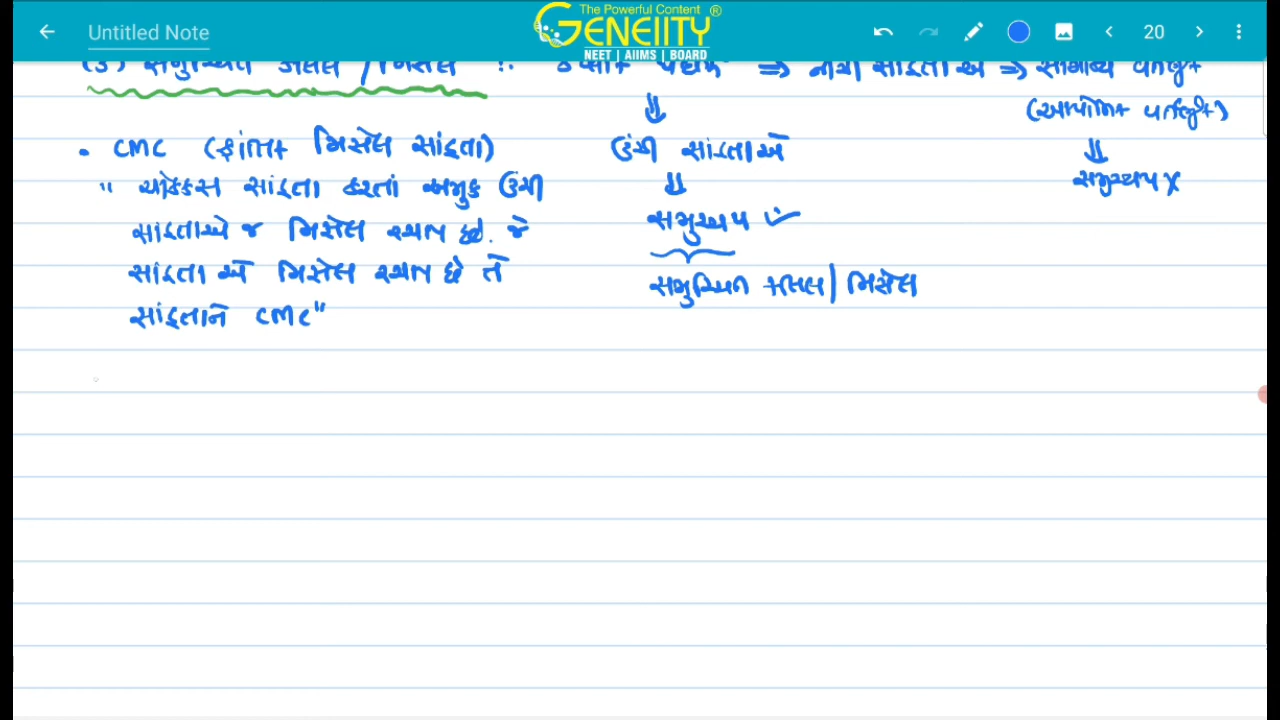 Untitled Note
The Powerful Content
GENEIITY®
NEET | AIIMS | BOARD
20
(3) સમુચ્ચિત કલિલ / મિસેલ :- કેટલાક પદાર્થ ⇒ નીચી સાંદ્રતા એ ⇒ સામાન્ય વર્તણૂક
(આયોનિક વર્તણૂક)
⇓
સમુચ્ચય X
• CMC (ક્રાંતિક મિસેલ સાંદ્રતા)
" ચોક્કસ સાંદ્રતા કરતાં અમુક ઉંચી
સાંદ્રતાએ જ મિસેલ રચાય છે. જે
સાંદ્રતા એ મિસેલ રચાય છે તે
સાંદ્રતાને CMC"
⇓
ઉંચી સાંદ્રતાએ
⇓
સમુચ્ચય ✓
સમુચ્ચિત કલિલ | મિસેલ